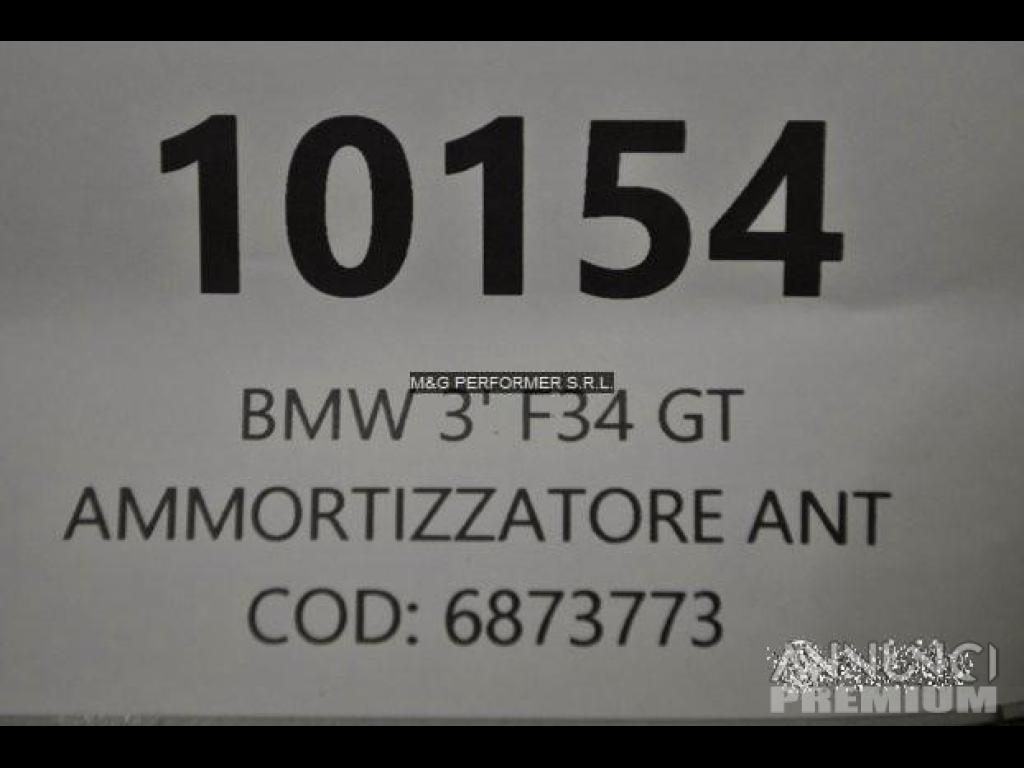 10154
M&G PERFORMER S.R.L.
BMW 3' F34 GT
AMMORTIZZATORE ANT
COD: 6873773
ANNUNCI
PREMIUM